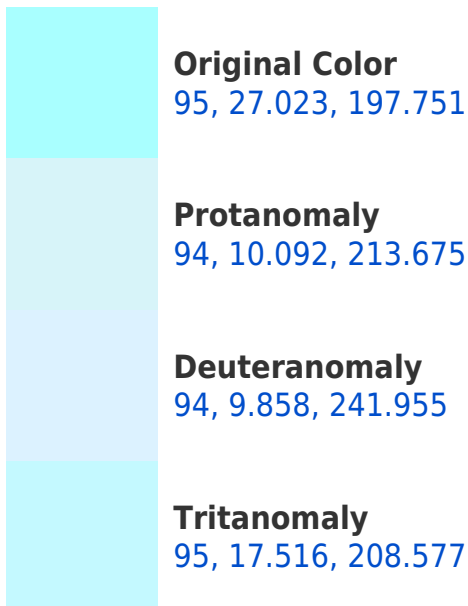 Original Color
95, 27.023, 197.751
Protanomaly
94, 10.092, 213.675
Deuteranomaly
94, 9.858, 241.955
Tritanomaly
95, 17.516, 208.577